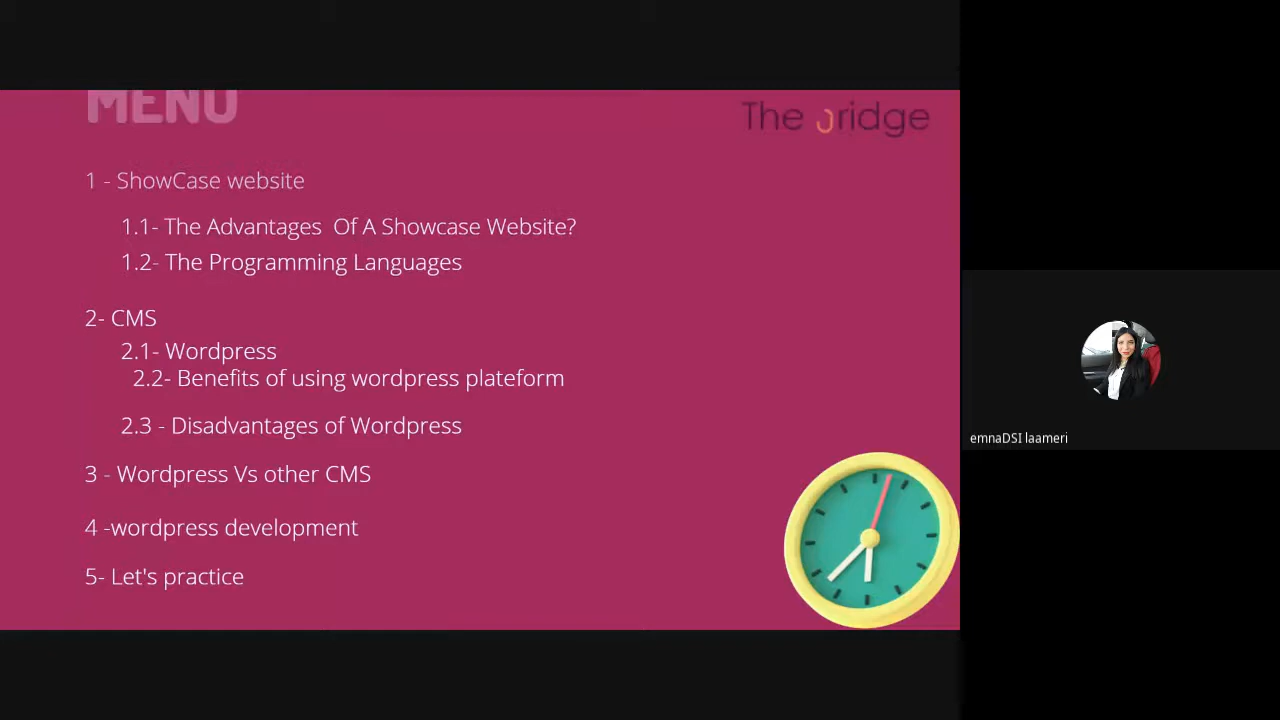 MENU
The bridge
1 - ShowCase website
1.1- The Advantages Of A Showcase Website?
1.2- The Programming Languages
2- CMS
2.1- Wordpress
2.2- Benefits of using wordpress plateform
2.3 - Disadvantages of Wordpress
3 - Wordpress Vs other CMS
4 -wordpress development
5- Let's practice
emnaDSI laameri